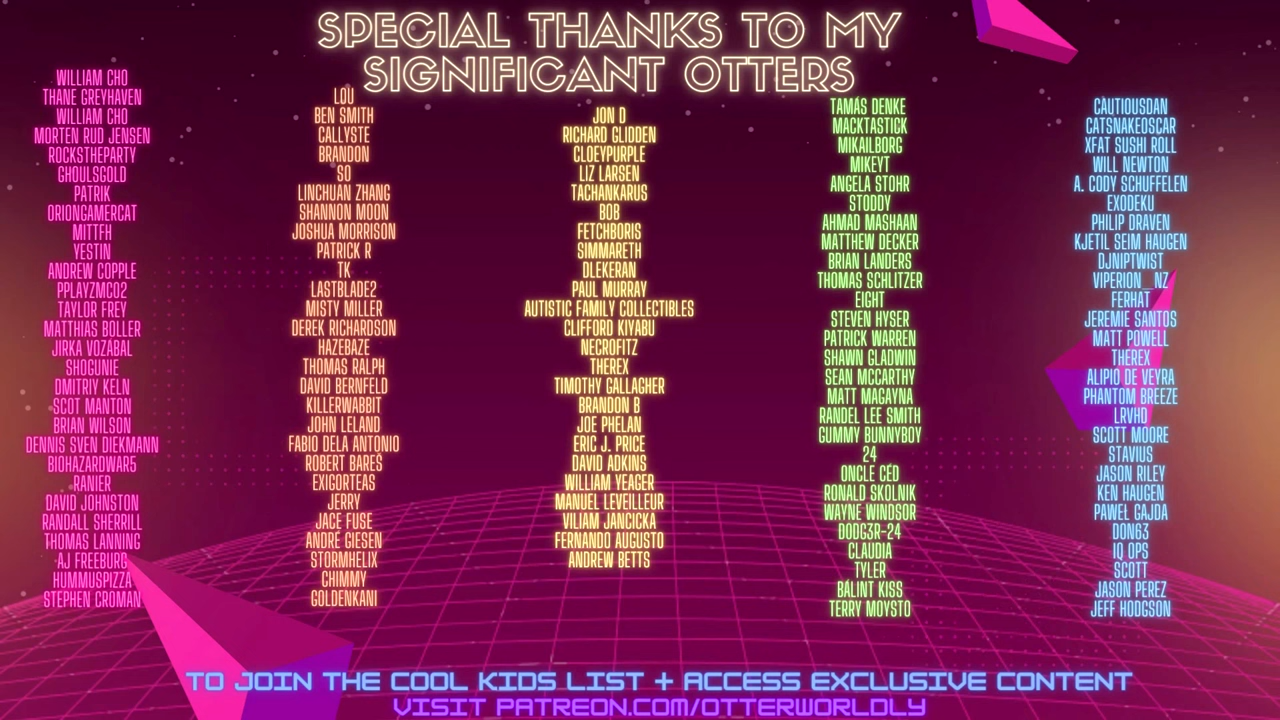 SPECIAL THANKS TO MY
SIGNIFICANT OTTERS
WILLIAM CHO
THANE GREYHAVEN
WILLIAM CHO
MORTEN RUD JENSEN
ROCKSTHEPARTY
GHOULSGOLD
PATRIK
ORIONGAMERCAT
MITTFH
YESTIN
ANDREW COPPLE
PPLAYZMC02
TAYLOR FREY
MATTHIAS BOLLER
JIRKA VOZÁBAL
SHOGUNIE
DMITRIY KELN
SCOT MANTON
BRIAN WILSON
DENNIS SVEN DIEKMANN
BIOHAZARDWAR5
RANIER
DAVID JOHNSTON
RANDALL SHERRILL
THOMAS LANNING
AJ FREEBURG
HUMMUSPIZZA
STEPHEN CROMAN
LOU
BEN SMITH
CALLYSTE
BRANDON
SO
LINCHUAN ZHANG
SHANNON MOON
JOSHUA MORRISON
PATRICK R
TK
LASTBLADE2
MISTY MILLER
DEREK RICHARDSON
HAZEBAZE
THOMAS RALPH
DAVID BERNFELD
KILLERWABBIT
JOHN LELAND
FABIO DELA ANTONIO
ROBERT BARES
EXIGORTEAS
JERRY
JACE FUSE
ANDRÉ GIESEN
STORMHELIX
CHIMMY
GOLDENKANI
JON D
RICHARD GLIDDEN
CLOEYPURPLE
LIZ LARSEN
TACHANKARUS
BOB
FETCHBORIS
SIMMARETH
DLEKERAN
PAUL MURRAY
AUTISTIC FAMILY COLLECTIBLES
CLIFFORD KIYABU
NECROFITZ
THEREX
TIMOTHY GALLAGHER
BRANDON B
JOE PHELAN
ERIC J. PRICE
DAVID ADKINS
WILLIAM YEAGER
MANUEL LEVEILLEUR
VILIAM JANCICKA
FERNANDO AUGUSTO
ANDREW BETTS
TAMÁS DENKE
MACKTASTICK
MIKAILBORG
MIKEYT
ANGELA STOHR
STODDY
AHMAD MASHAAN
MATTHEW DECKER
BRIAN LANDERS
THOMAS SCHLITZER
EIGHT
STEVEN HYSER
PATRICK WARREN
SHAWN GLADWIN
SEAN MCCARTHY
MATT MAGAYNA
RANDEL LEE SMITH
GUMMY BUNNYBOY
24
ONCLE CÉD
RONALD SKOLNIK
WAYNE WINDSOR
DODG3R-24
CLAUDIA
TYLER
BÁLINT KISS
TERRY MOYSTO
CÀUTIOUSDAN
CATSNAKEOSCAR
XFAT SUSHI ROLL
WILL NEWTON
A. CODY SCHUFFELEN
EXODEKU
PHILIP DRAVEN
KJETIL SEIM HAUGEN
DJNIPTWIST
VIPERION_NZ
FERHAT
JEREMIE SANTOS
MATT POWELL
THEREX
ALIPIO DE VEYRA
PHANTOM BREEZE
LRVHD
SCOTT MOORE
STAVIUS
JASON RILEY
KEN HAUGEN
PAWEŁ GAJDA
DON63
IQ OPS
SCOTT
JASON PEREZ
JEFF HODGSON
TO JOIN THE COOL KIDS LIST + ACCESS EXCLUSIVE CONTENT
VISIT PATREON.COM/OTTERWORLDLY